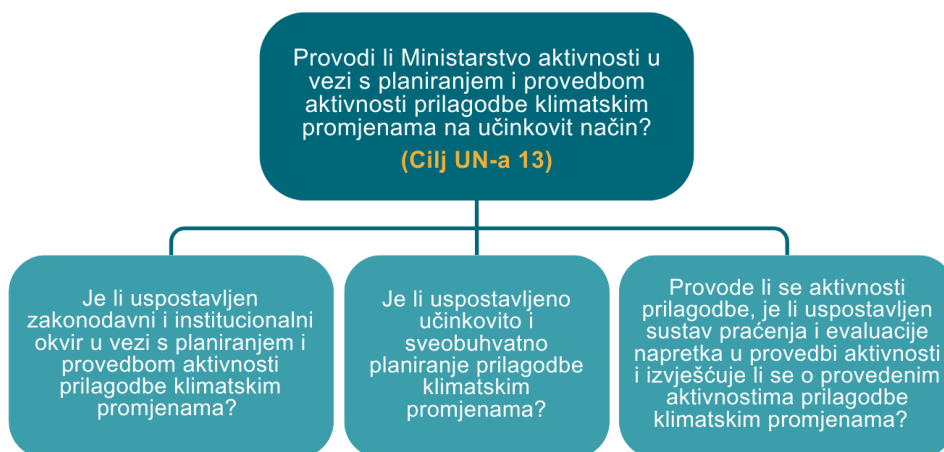 Provodi li Ministarstvo aktivnosti u
vezi s planiranjem i provedbom
aktivnosti prilagodbe klimatskim
promjenama na učinkovit način?
(Cilj UN-a 13)
Je li uspostavljen
zakonodavni i institucionalni
okvir u vezi s planiranjem i
provedbom aktivnosti
prilagodbe klimatskim
promjenama?
Je li uspostavljeno
učinkovito i
sveobuhvatno
planiranje prilagodbe
klimatskim
promjenama?
Provode li se aktivnosti
prilagodbe, je li uspostavljen
sustav praćenja i evaluacije
napretka u provedbi aktivnosti
i izvješćuje li se o provedenim
aktivnostima prilagodbe
klimatskim promjenama?